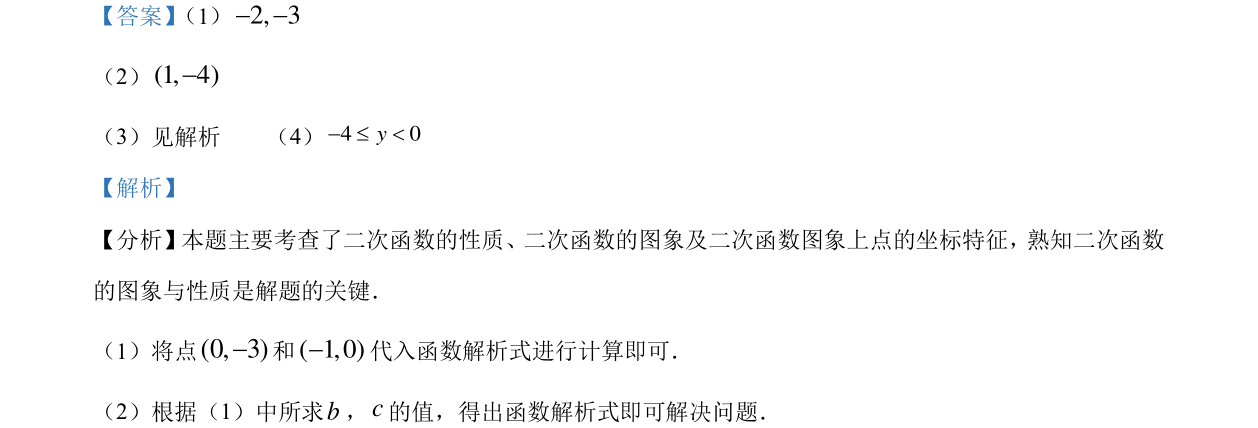 【答案】（1）−2,−3
（2）(1,−4)
（3）见解析 （4）−4≤y<0
【解析】
【分析】本题主要考查了二次函数的性质、二次函数的图象及二次函数图象上点的坐标特征，熟知二次函数
的图象与性质是解题的关键．
（1）将点(0,−3)和(−1,0)代入函数解析式进行计算即可．
（2）根据（1）中所求b，c的值，得出函数解析式即可解决问题．